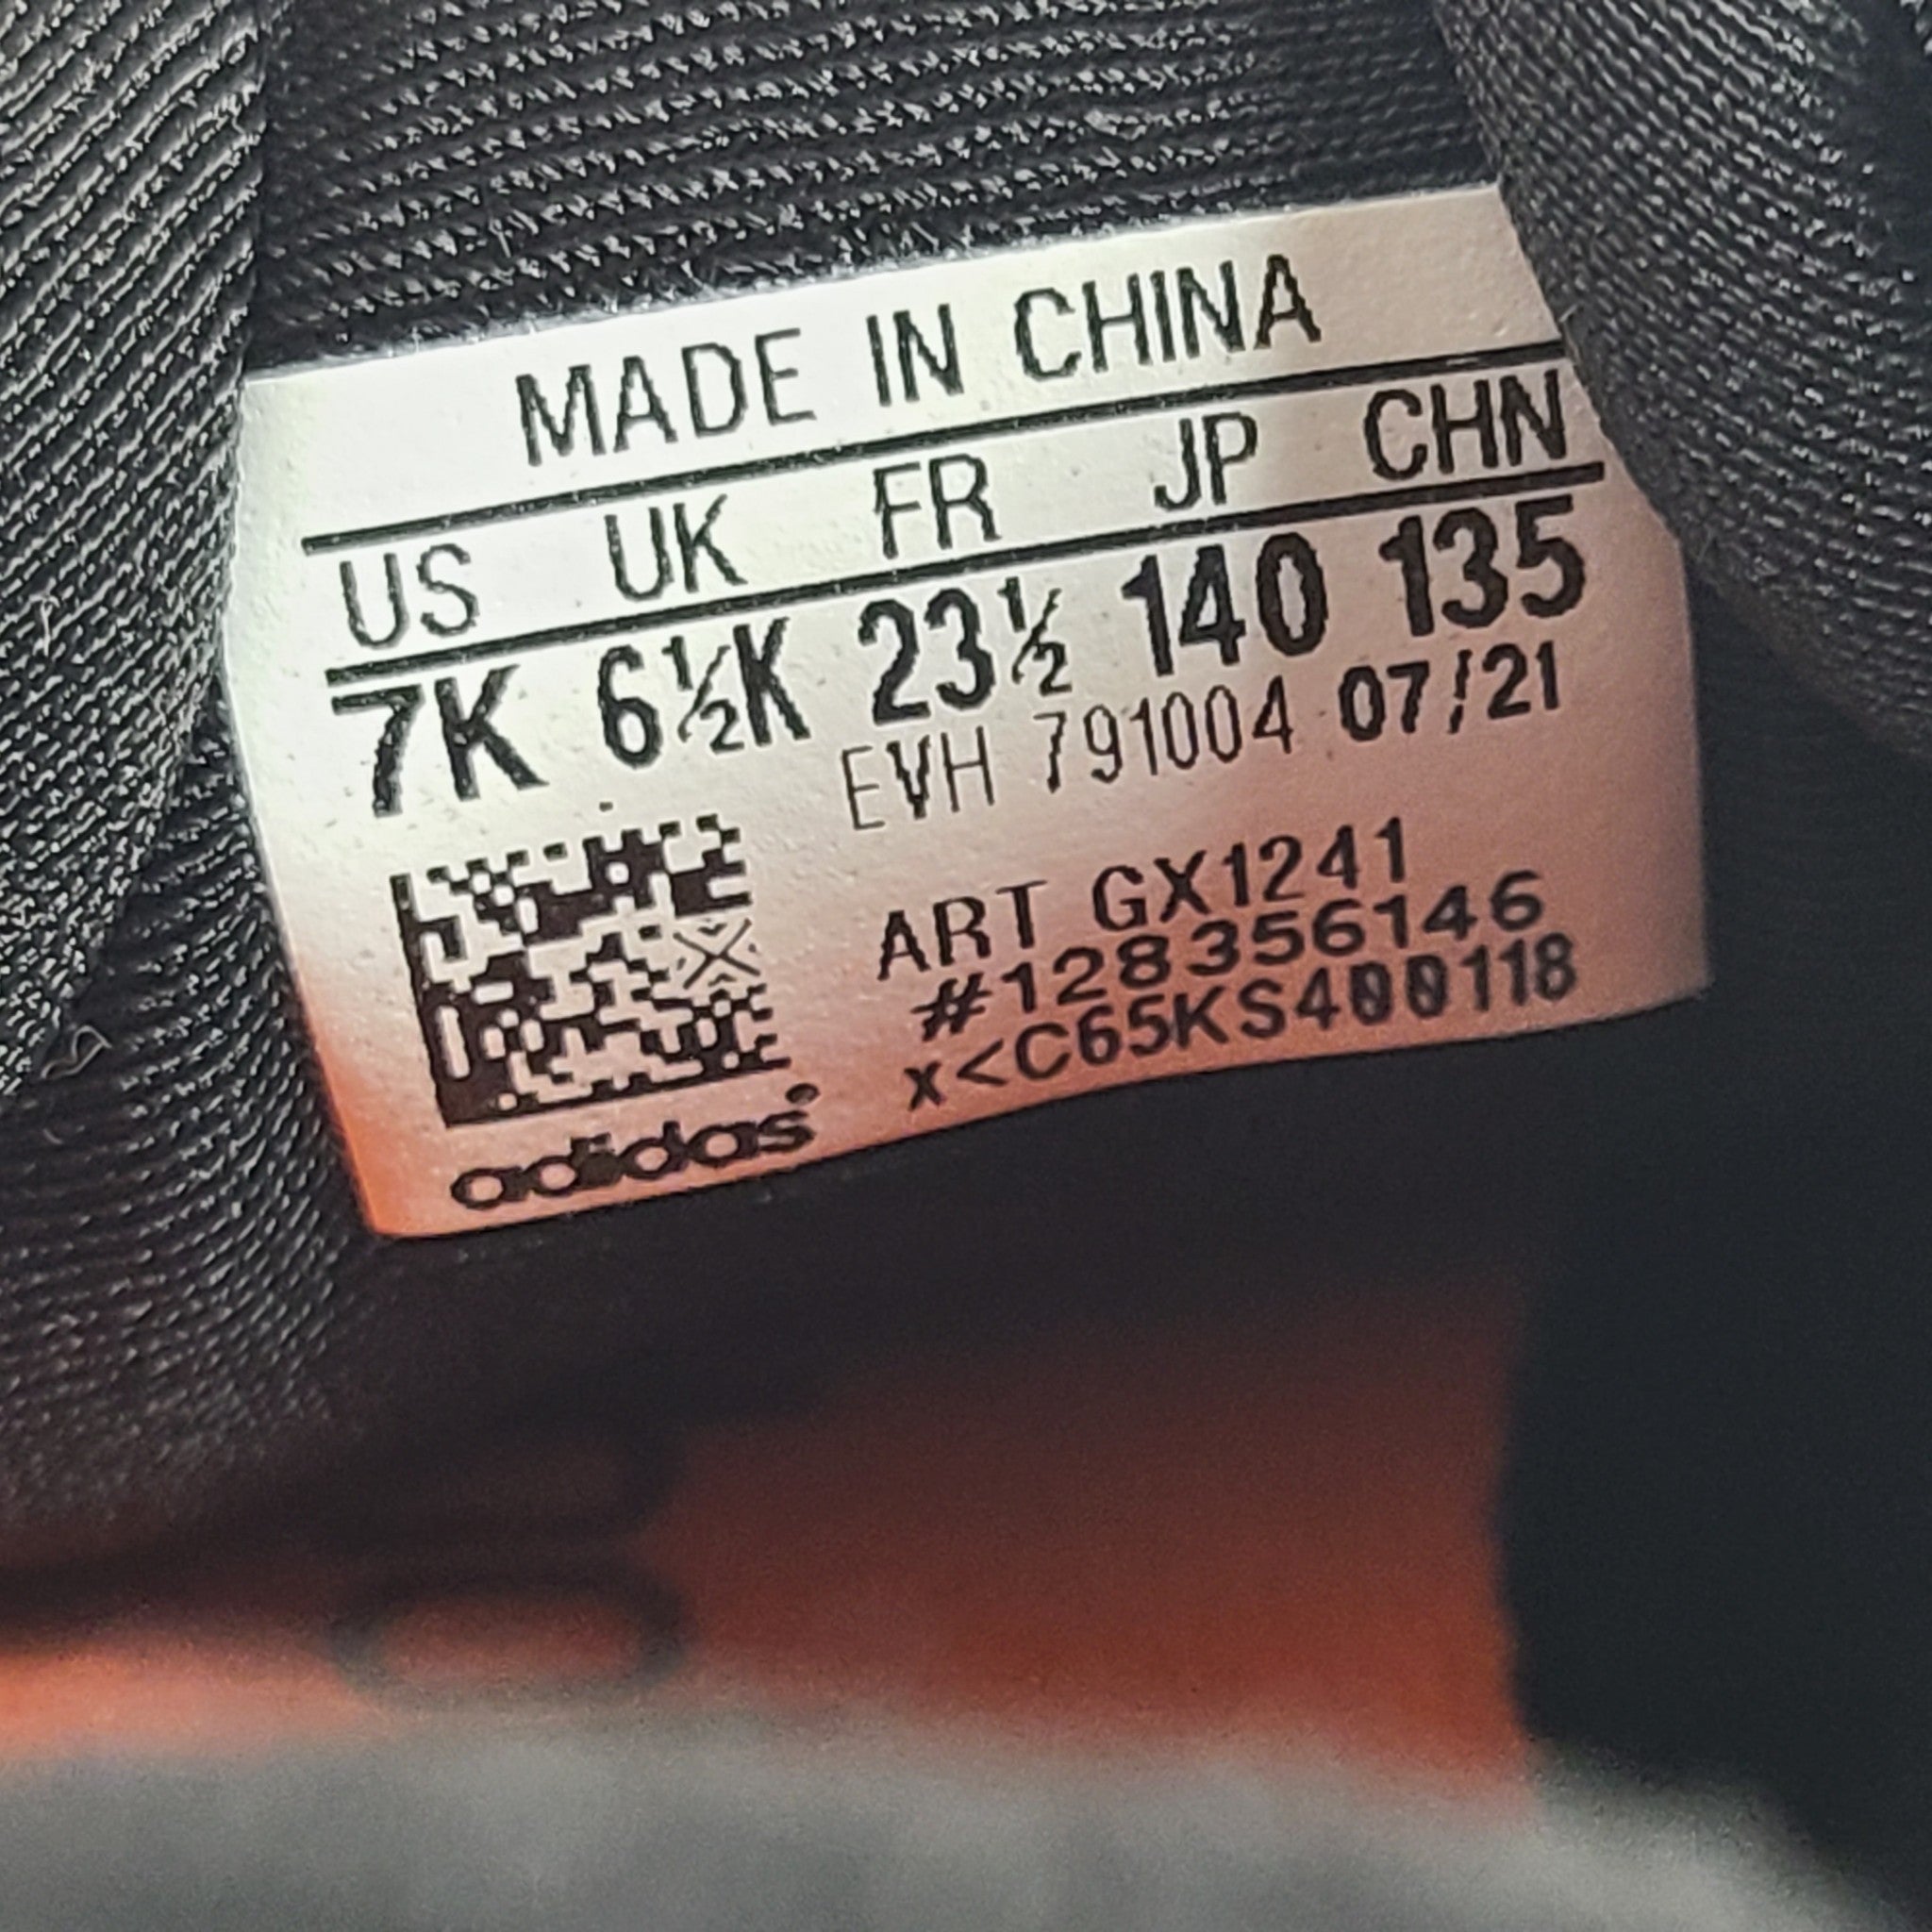 MADE IN CHINA
US UK FR JP CHN
7K 6½K 23½ 140 135
EVH 791004 07/21
ART GX1241
#128356146
x<C65KS400118
adidas